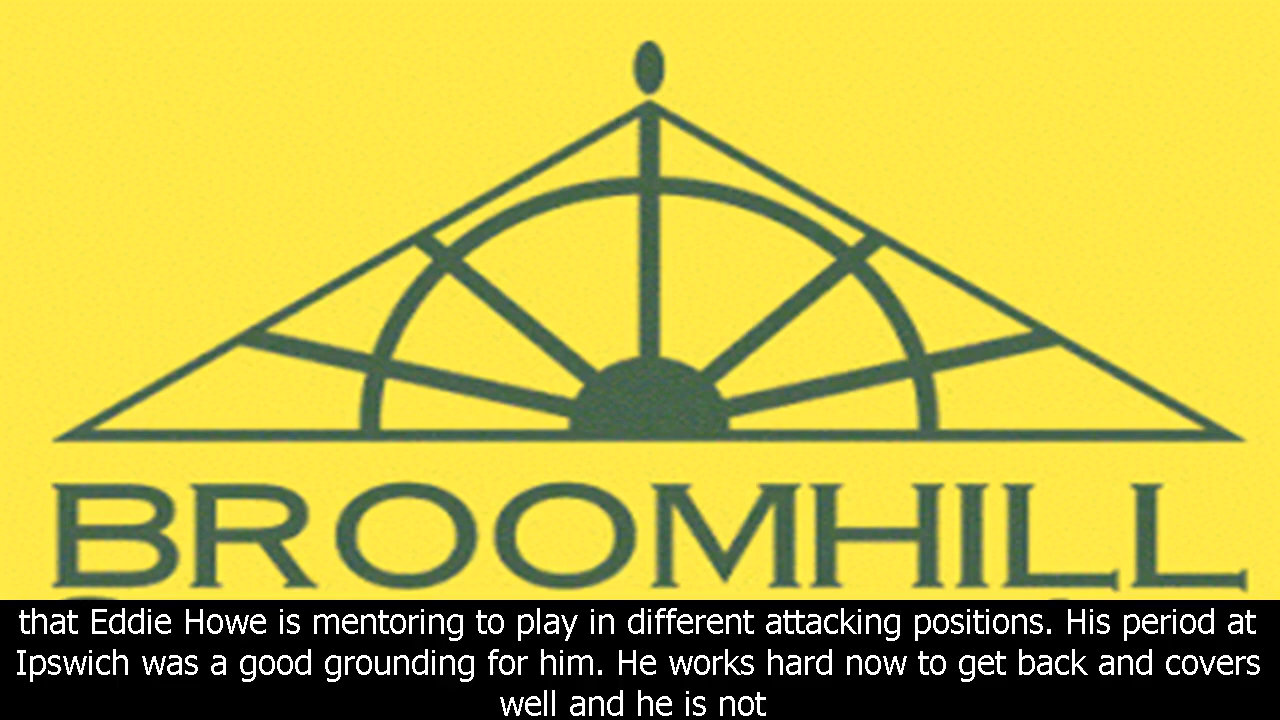 BROOMHILL
that Eddie Howe is mentoring to play in different attacking positions. His period at
Ipswich was a good grounding for him. He works hard now to get back and covers
well and he is not